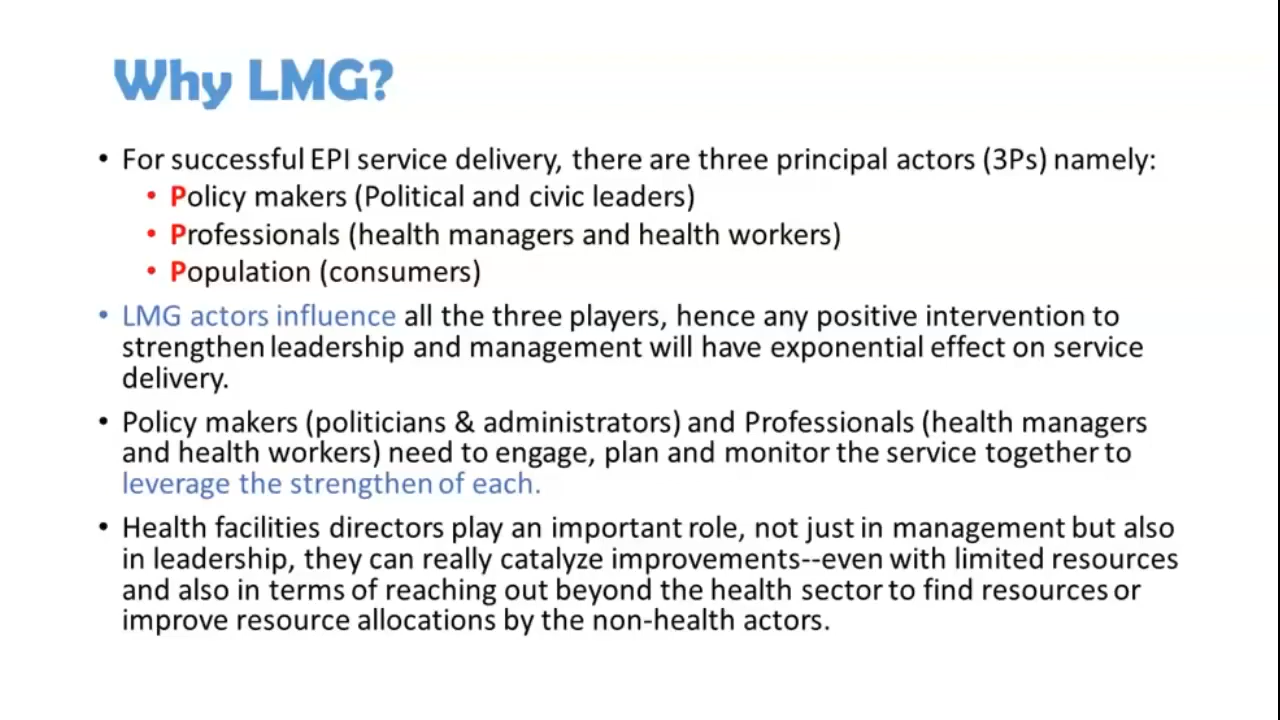 Why LMG?
• For successful EPI service delivery, there are three principal actors (3Ps) namely:
• Policy makers (Political and civic leaders)
• Professionals (health managers and health workers)
• Population (consumers)
• LMG actors influence all the three players, hence any positive intervention to
strengthen leadership and management will have exponential effect on service
delivery.
• Policy makers (politicians & administrators) and Professionals (health managers
and health workers) need to engage, plan and monitor the service together to
leverage the strengthen of each.
• Health facilities directors play an important role, not just in management but also
in leadership, they can really catalyze improvements--even with limited resources
and also in terms of reaching out beyond the health sector to find resources or
improve resource allocations by the non-health actors.